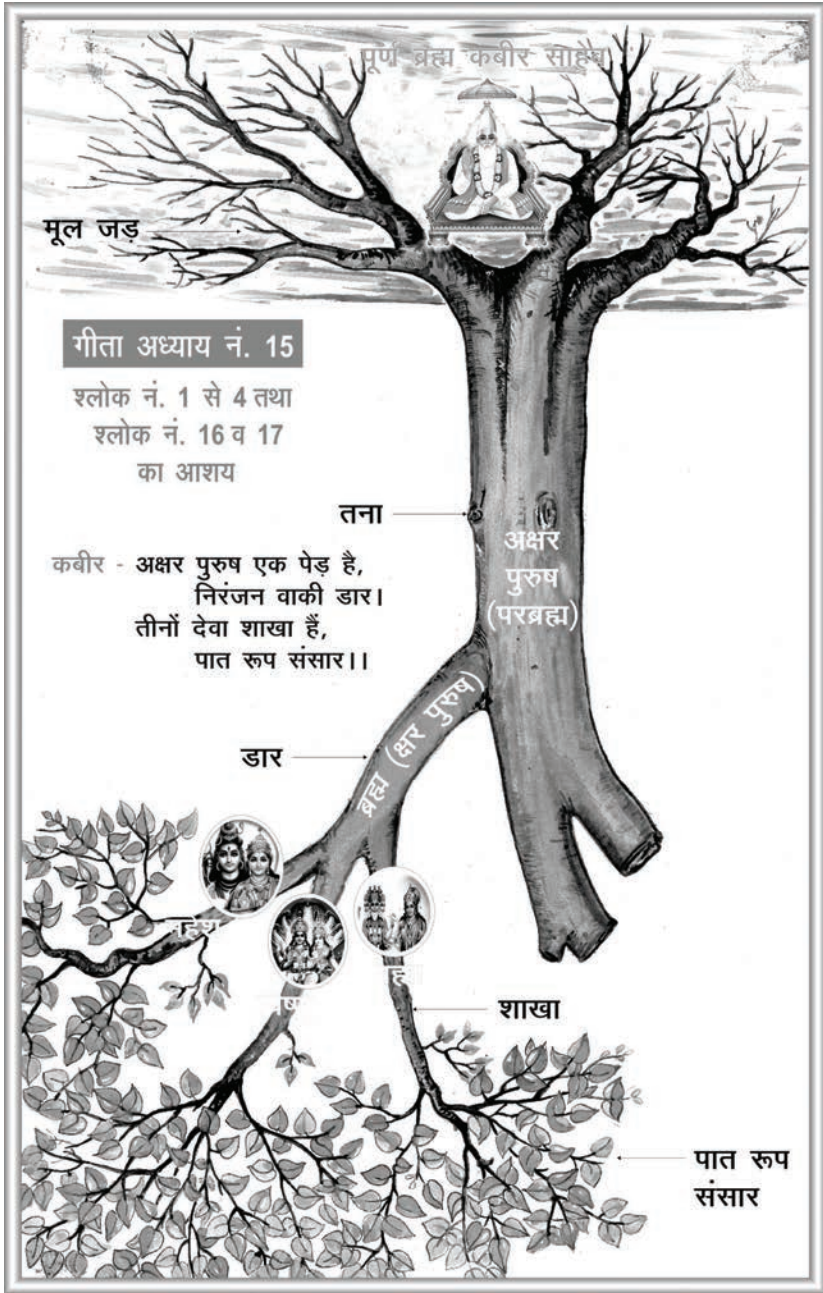 पूर्ण ब्रह्म कबीर साहेब
मूल जड़
गीता अध्याय नं. 15
श्लोक नं. 1 से 4 तथा
श्लोक नं. 16 व 17
का आशय
तना
अक्षर
पुरुष
(परब्रह्म)
कबीर - अक्षर पुरुष एक पेड़ है,
निरंजन वाकी डार।
तीनों देवा शाखा हैं,
पात रूप संसार।।
ब्रह्म (क्षर पुरुष)
डार
शाखा
पात रूप
संसार